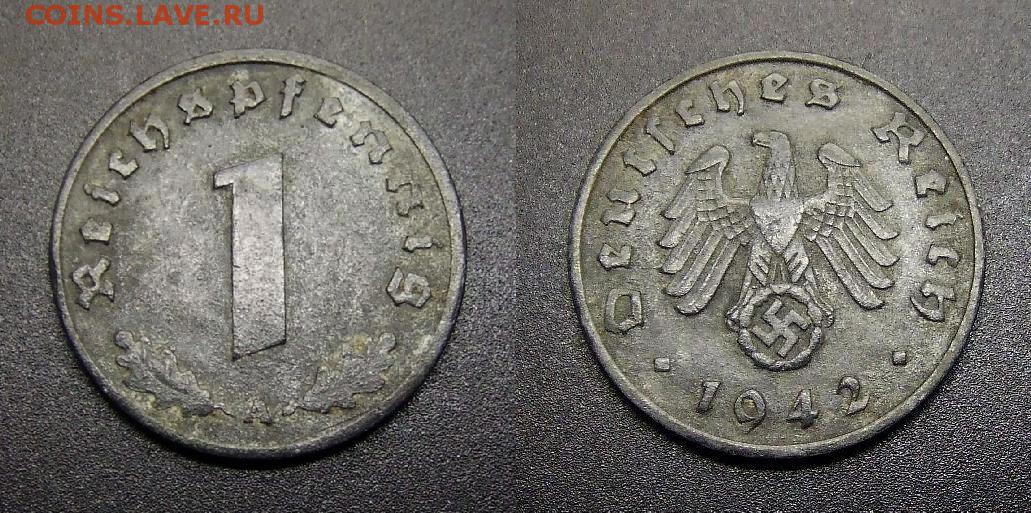 COINS.LAVE.RU
Reichspfennig
1
A
Deutsches Reich
1942